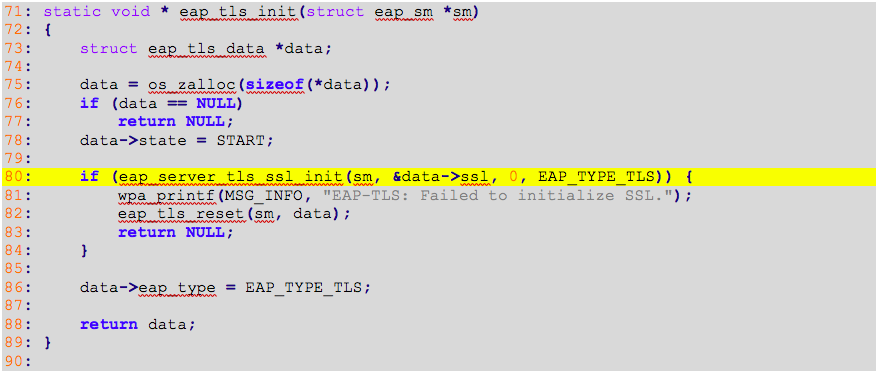 71: static void * eap_tls_init(struct eap_sm *sm)
72: {
73:     struct eap_tls_data *data;
74:
75:     data = os_zalloc(sizeof(*data));
76:     if (data == NULL)
77:         return NULL;
78:     data->state = START;
79:
80:     if (eap_server_tls_ssl_init(sm, &data->ssl, 0, EAP_TYPE_TLS)) {
81:         wpa_printf(MSG_INFO, "EAP-TLS: Failed to initialize SSL.");
82:         eap_tls_reset(sm, data);
83:         return NULL;
84:     }
85:
86:     data->eap_type = EAP_TYPE_TLS;
87:
88:     return data;
89: }
90: